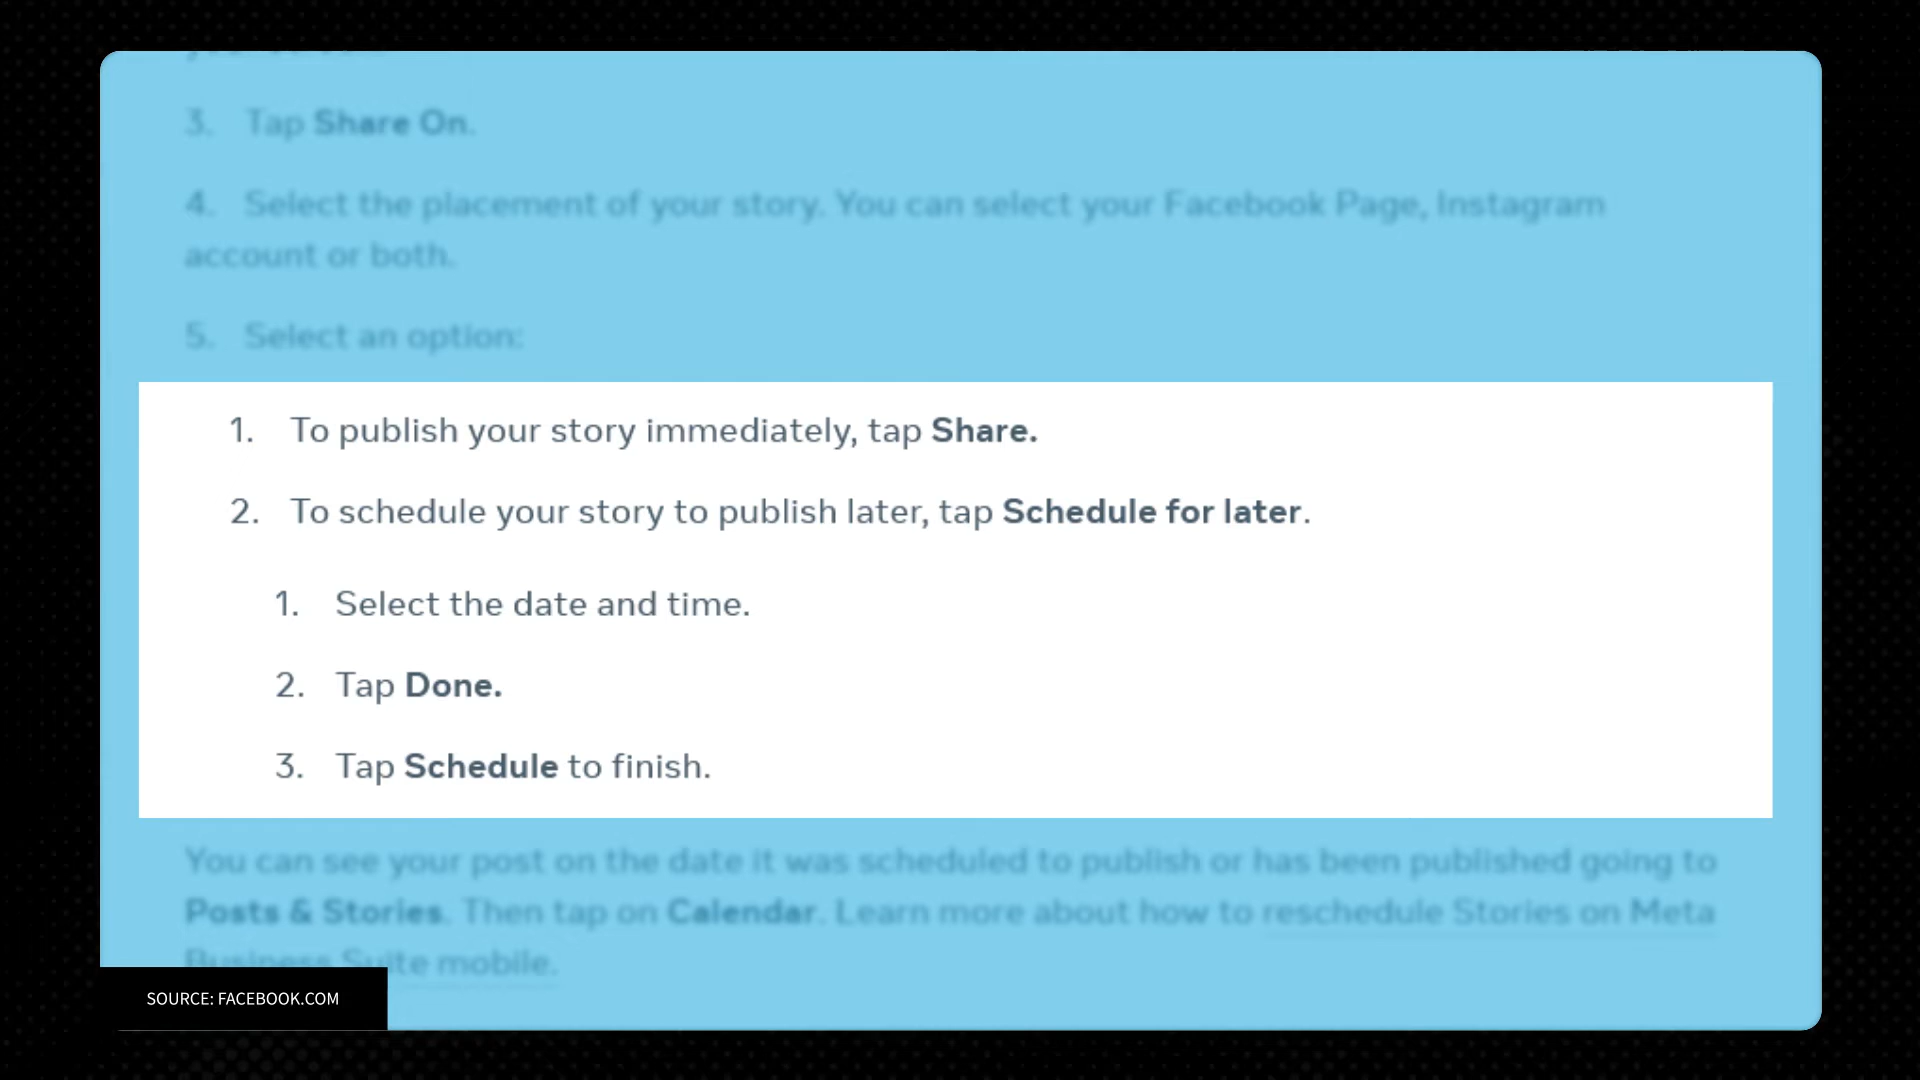 3. Tap Share On.
4. Select the placement of your story. You can select your Facebook Page, Instagram
account or both.
5. Select an option:
1. To publish your story immediately, tap Share.
2. To schedule your story to publish later, tap Schedule for later.
1. Select the date and time.
2. Tap Done.
3. Tap Schedule to finish.
You can see your post on the date it was scheduled to publish or has been published going to
Posts & Stories. Then tap on Calendar. Learn more about how to reschedule Stories on Meta
Business Suite mobile.
SOURCE: FACEBOOK.COM